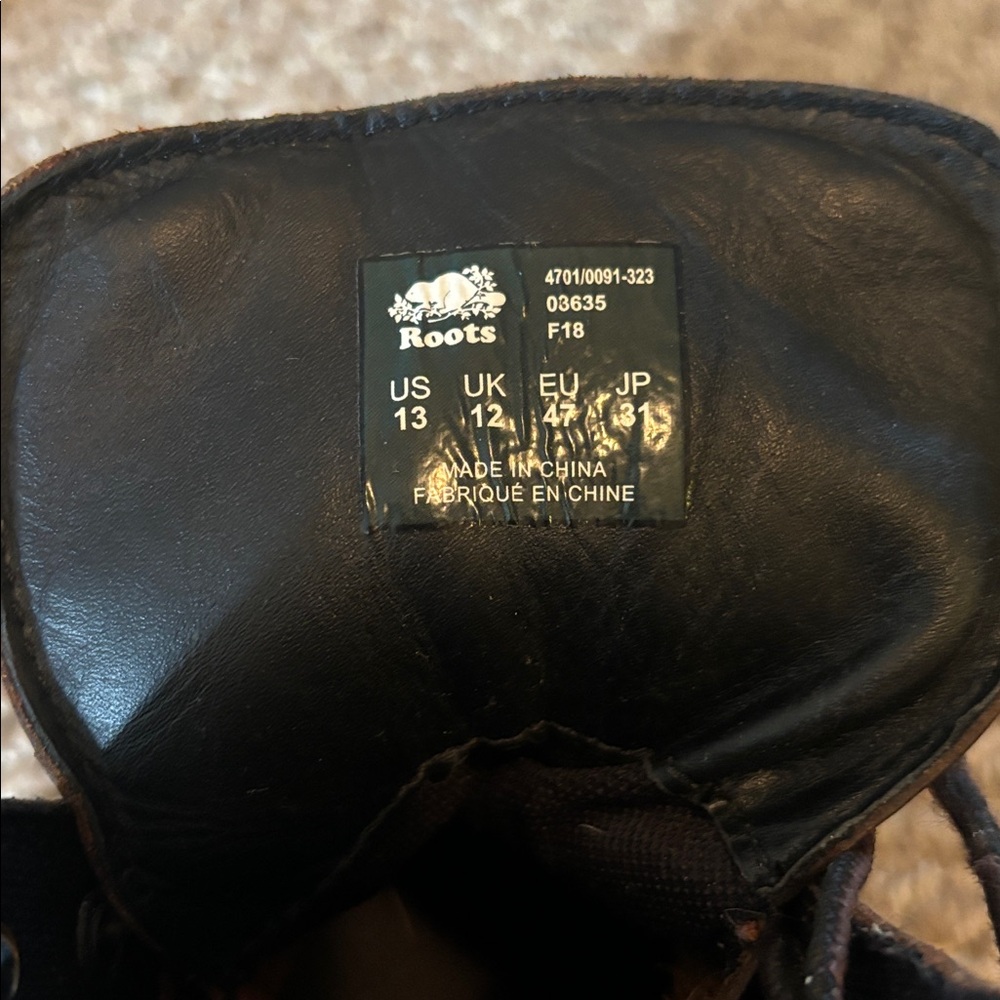 Roots
4701/0091-323
03635
F18
US UK EU JP
13 12 47 31
MADE IN CHINA
FABRIQUÉ EN CHINE